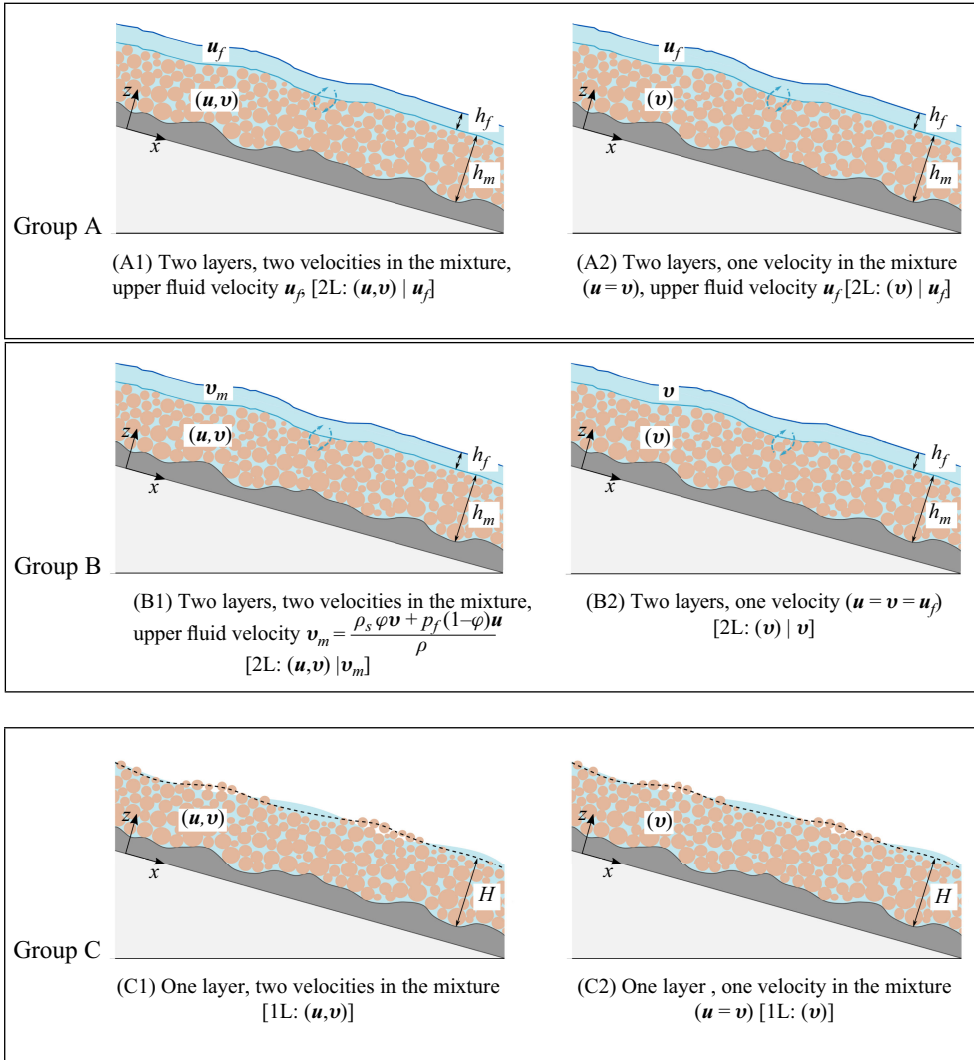 Group A
u_f
(u,υ)
z
x
h_f
h_m
(A1) Two layers, two velocities in the mixture,
upper fluid velocity u_f, [2L: (u,υ) | u_f]
u_f
(υ)
z
x
h_f
h_m
(A2) Two layers, one velocity in the mixture
(u = υ), upper fluid velocity u_f [2L: (υ) | u_f]
Group B
υ_m
(u,υ)
z
x
h_f
h_m
(B1) Two layers, two velocities in the mixture,
upper fluid velocity υ_m = (ρ_s φυ + p_f (1–φ)u) / ρ
[2L: (u,υ) |υ_m]
υ
(υ)
z
x
h_f
h_m
(B2) Two layers, one velocity (u = υ = u_f)
[2L: (υ) | υ]
Group C
(u,υ)
z
x
H
(C1) One layer, two velocities in the mixture
[1L: (u,υ)]
(υ)
z
x
H
(C2) One layer , one velocity in the mixture
(u = υ) [1L: (υ)]